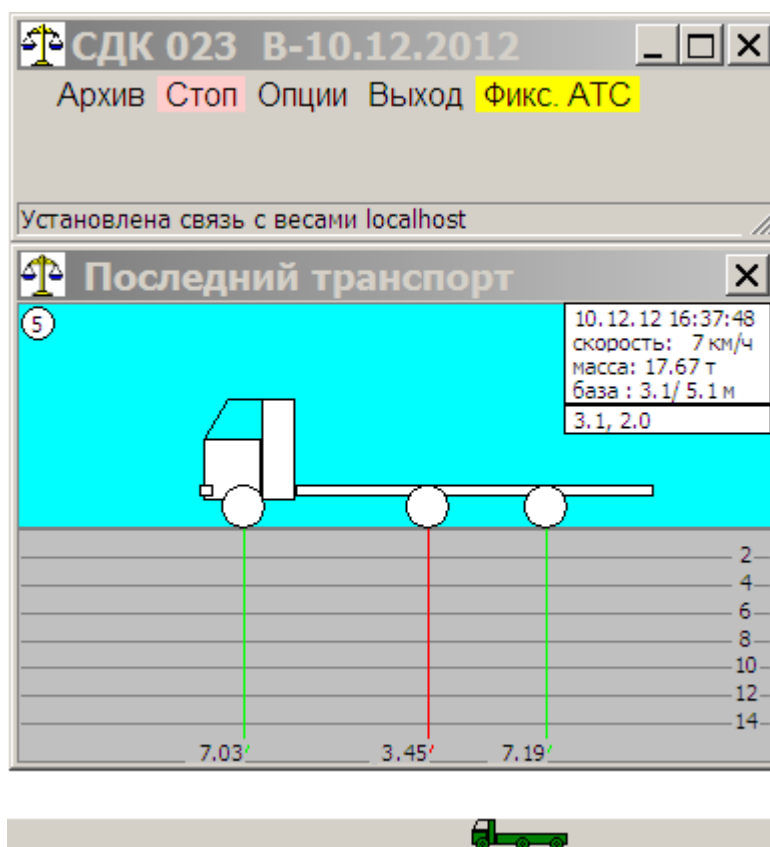 СДК 023 В-10.12.2012
Архив Стоп Опции Выход Фикс. АТС
Установлена связь с весами localhost
Последний транспорт
5
10.12.12 16:37:48
скорость: 7 км/ч
масса: 17.67 т
база : 3.1/ 5.1 м
3.1, 2.0
2
4
6
8
10
12
14
7.03 3.45 7.19